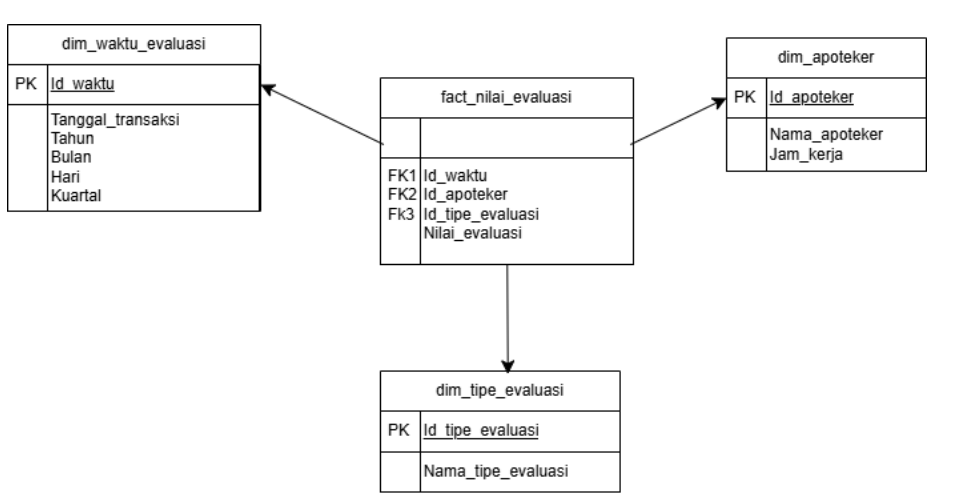 dim_waktu_evaluasi
PK Id_waktu
Tanggal_transaksi
Tahun
Bulan
Hari
Kuartal
fact_nilai_evaluasi
FK1 Id_waktu
FK2 Id_apoteker
Fk3 Id_tipe_evaluasi
Nilai_evaluasi
dim_apoteker
PK Id_apoteker
Nama_apoteker
Jam_kerja
dim_tipe_evaluasi
PK Id_tipe_evaluasi
Nama_tipe_evaluasi